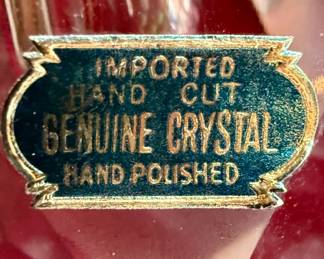 IMPORTED
HAND CUT
GENUINE CRYSTAL
HAND POLISHED